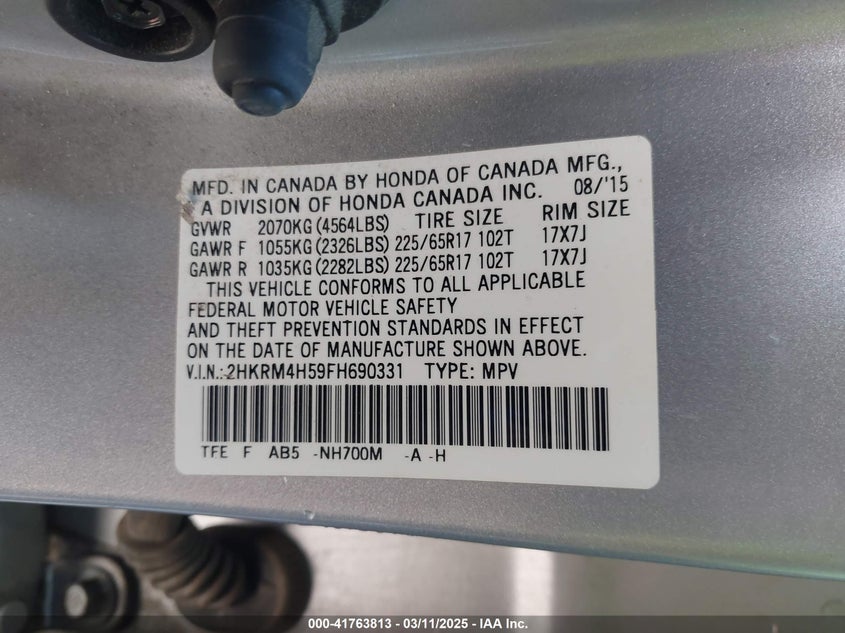 MFD. IN CANADA BY HONDA OF CANADA MFG.,
A DIVISION OF HONDA CANADA INC. 08/'15
GVWR 2070KG (4564LBS) TIRE SIZE RIM SIZE
GAWR F 1055KG (2326LBS) 225/65R17 102T 17X7J
GAWR R 1035KG (2282LBS) 225/65R17 102T 17X7J
THIS VEHICLE CONFORMS TO ALL APPLICABLE
FEDERAL MOTOR VEHICLE SAFETY
AND THEFT PREVENTION STANDARDS IN EFFECT
ON THE DATE OF MANUFACTURE SHOWN ABOVE.
V.I.N.:2HKRM4H59FH690331 TYPE: MPV
TFE F AB5 -NH700M -A -H
000-41763813 - 03/11/2025 - IAA Inc.